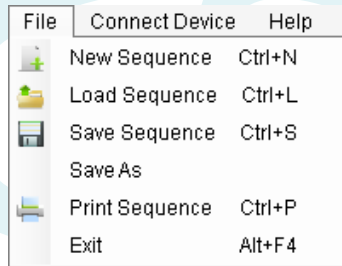 File Connect Device Help
New Sequence Ctrl+N
Load Sequence Ctrl+L
Save Sequence Ctrl+S
Save As
Print Sequence Ctrl+P
Exit Alt+F4